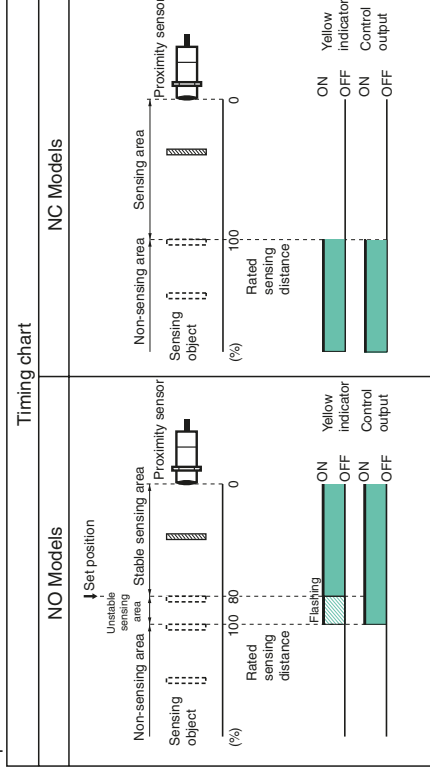 Timing chart
NO Models
NC Models
Set position
Unstable
sensing
area
Non-sensing area
Stable sensing area
Proximity sensor
Sensing
object
(%)
100
80
0
Rated
sensing
distance
Flashing
ON
OFF
Yellow
indicator
ON
OFF
Control
output
Non-sensing area
Sensing area
Proximity sensor
Sensing
object
(%)
100
0
Rated
sensing
distance
ON
OFF
Yellow
indicator
ON
OFF
Control
output